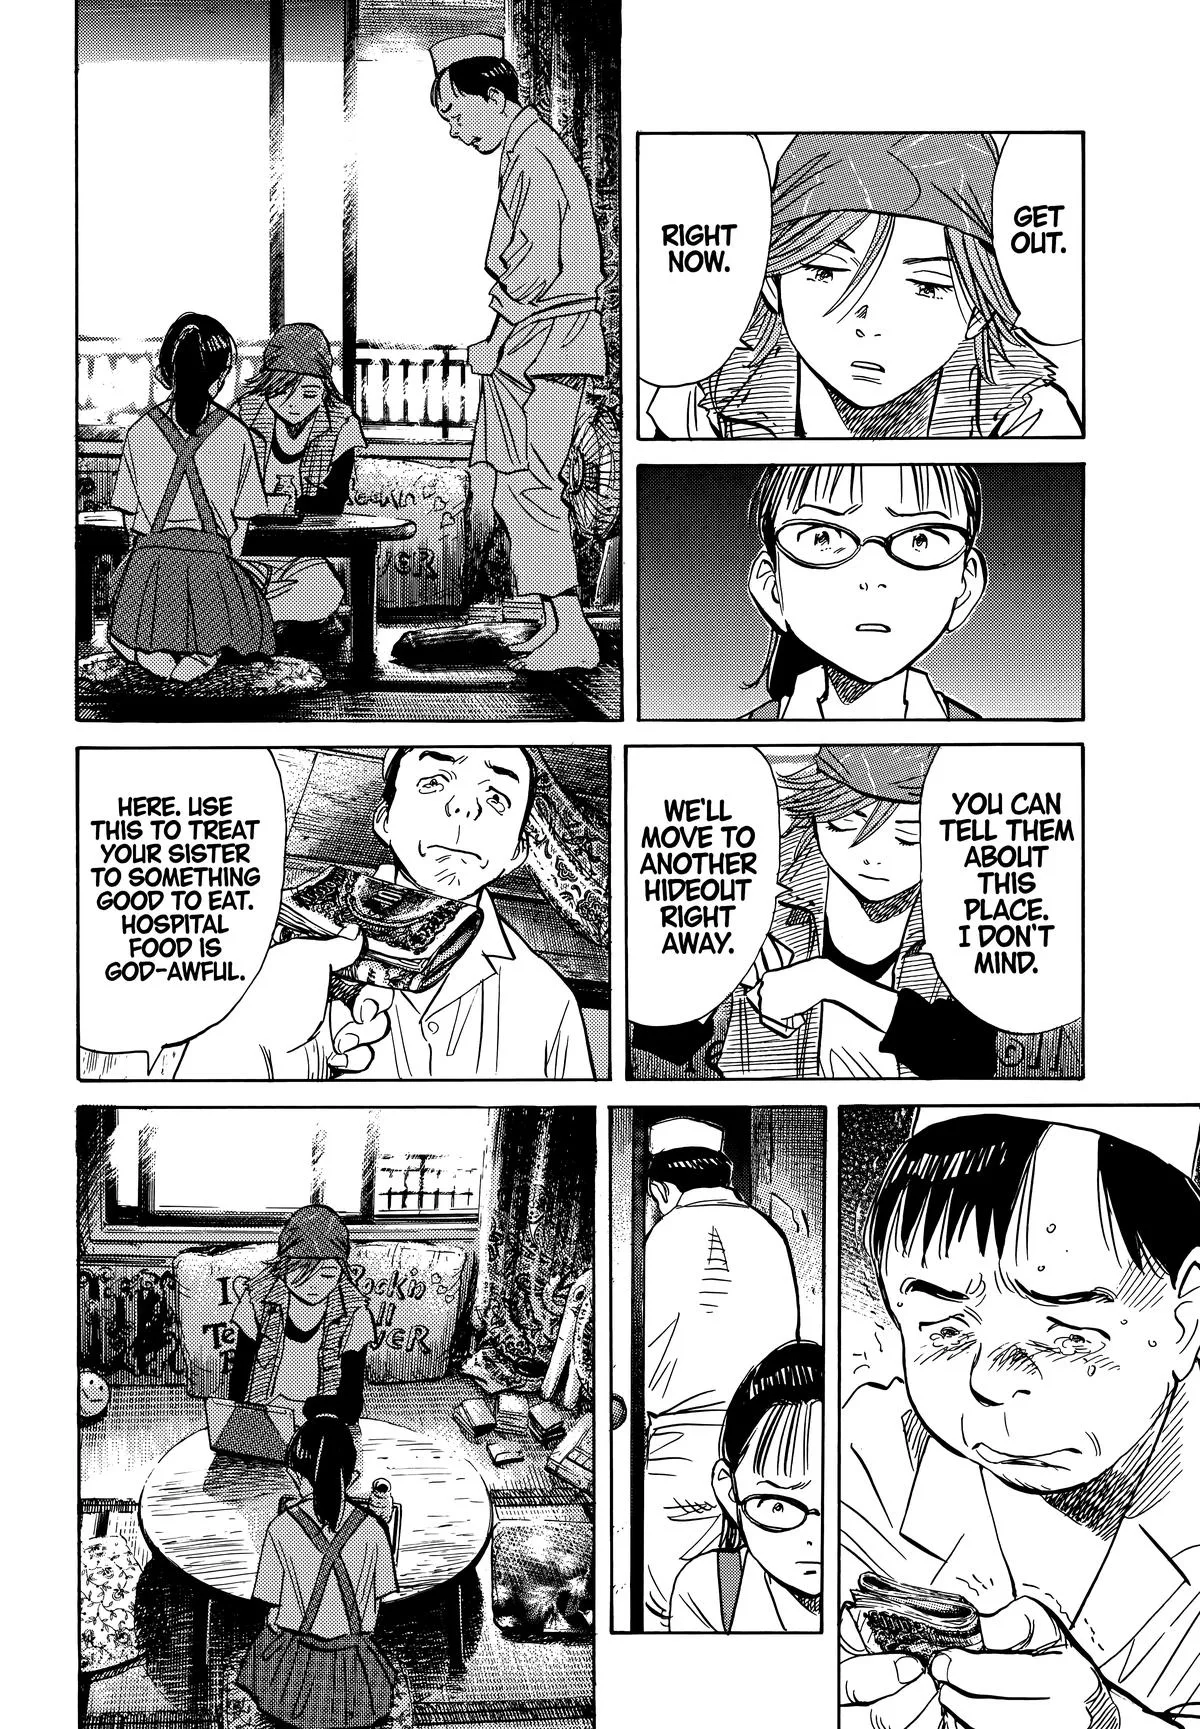 GET
OUT.
RIGHT
NOW.
YOU CAN
TELL THEM
ABOUT
THIS
PLACE.
I DON'T
MIND.
WE'LL
MOVE TO
ANOTHER
HIDEOUT
RIGHT
AWAY.
HERE. USE
THIS TO TREAT
YOUR SISTER
TO SOMETHING
GOOD TO EAT.
HOSPITAL
FOOD IS
GOD-AWFUL.
Rockin
VER